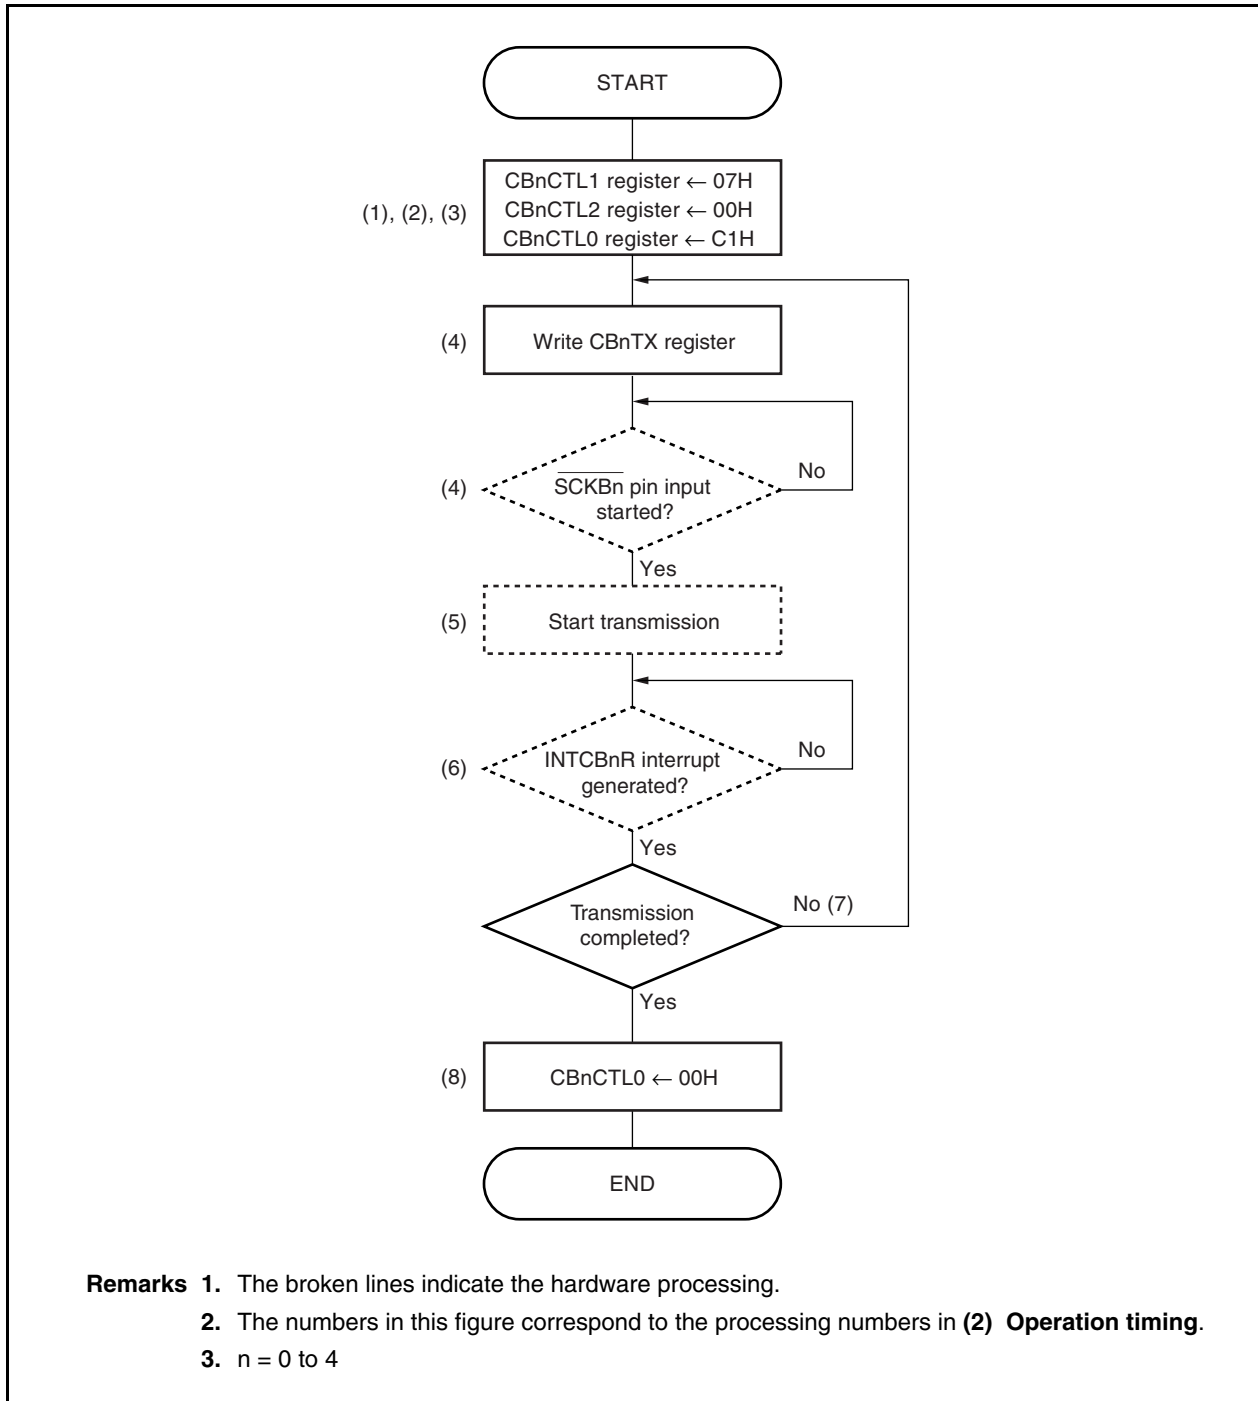 START
(1), (2), (3)
CBnCTL1 register ← 07H
CBnCTL2 register ← 00H
CBnCTL0 register ← C1H
(4)
Write CBnTX register
(4)
S̅C̅K̅B̅n̅ pin input
started?
No
Yes
(5)
Start transmission
(6)
INTCBnR interrupt
generated?
No
Yes
Transmission
completed?
No (7)
Yes
(8)
CBnCTL0 ← 00H
END
Remarks 1. The broken lines indicate the hardware processing.
2. The numbers in this figure correspond to the processing numbers in (2) Operation timing.
3. n = 0 to 4